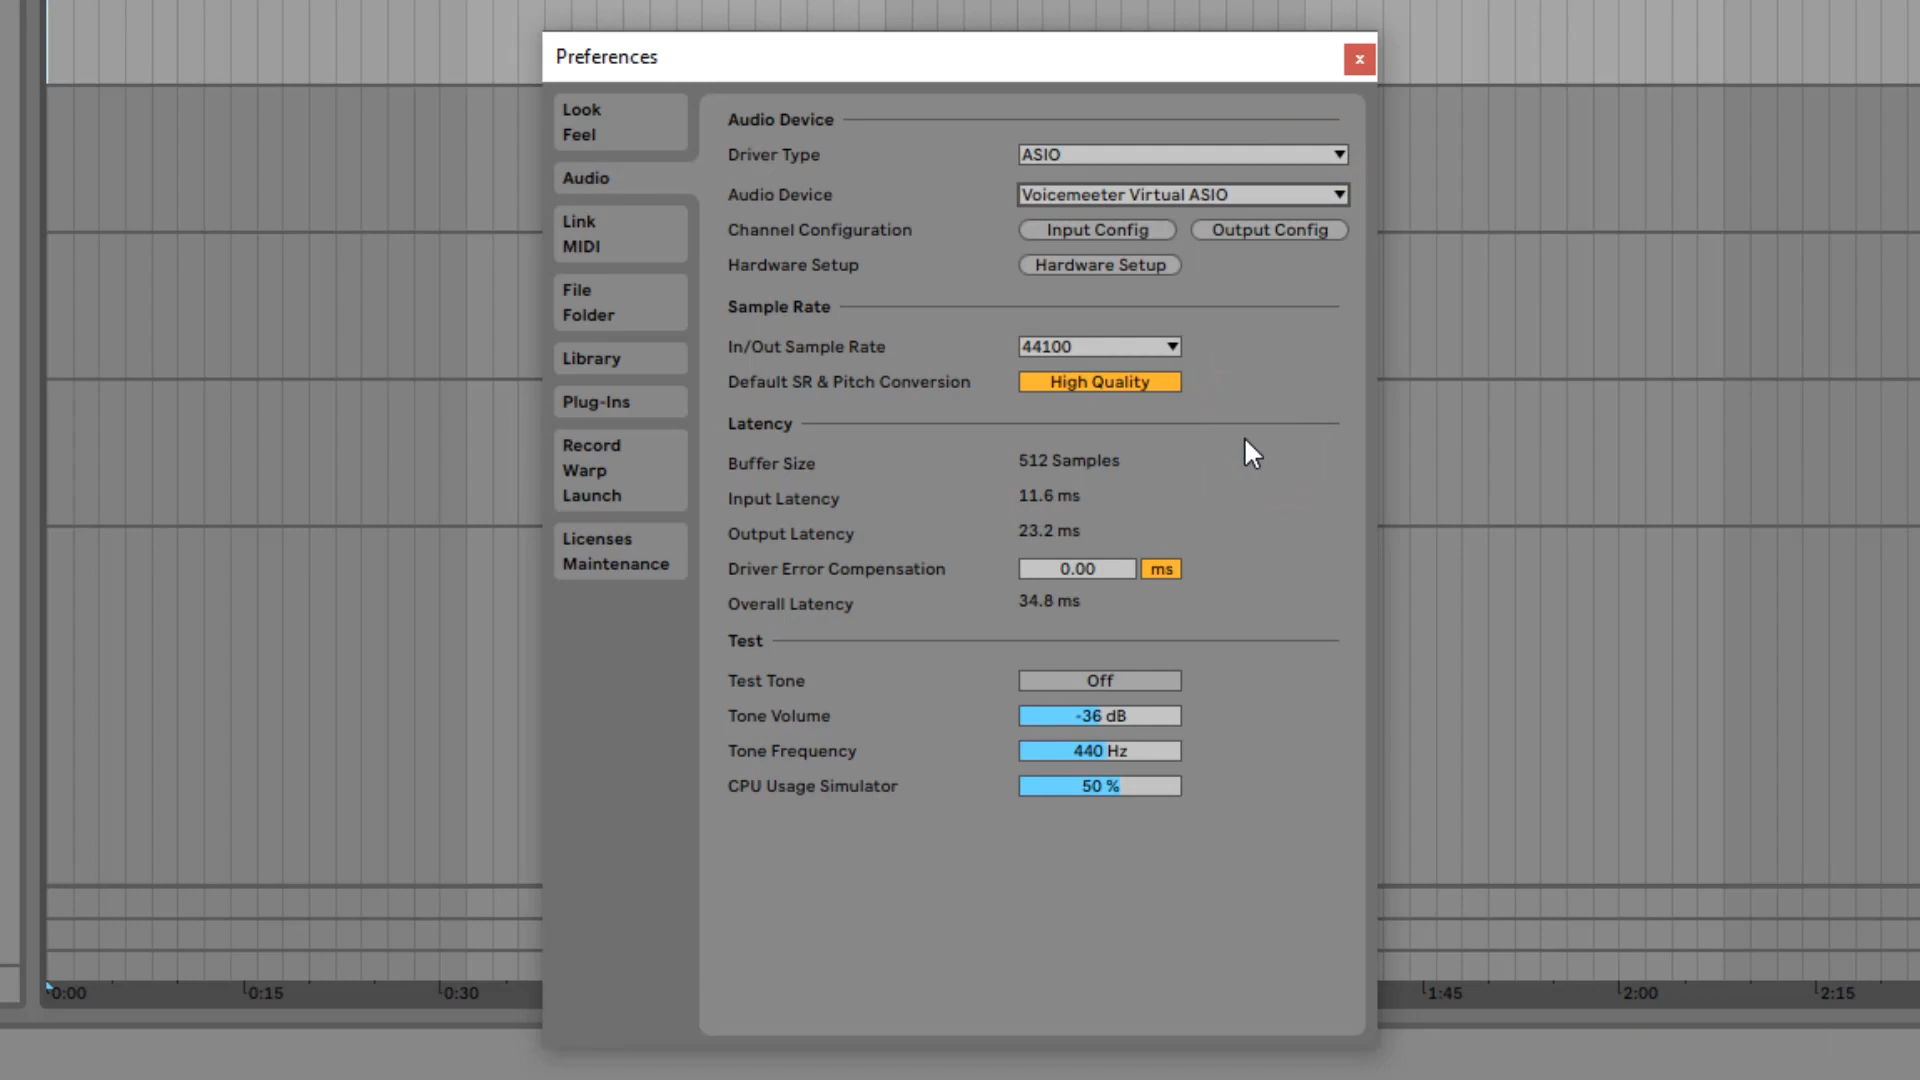 Preferences
x
Look
Feel
Audio
Link
MIDI
File
Folder
Library
Plug-Ins
Record
Warp
Launch
Licenses
Maintenance
Audio Device
Driver Type ASIO
Audio Device Voicemeeter Virtual ASIO
Channel Configuration Input Config Output Config
Hardware Setup Hardware Setup
Sample Rate
In/Out Sample Rate 44100
Default SR & Pitch Conversion High Quality
Latency
Buffer Size 512 Samples
Input Latency 11.6 ms
Output Latency 23.2 ms
Driver Error Compensation 0.00 ms
Overall Latency 34.8 ms
Test
Test Tone Off
Tone Volume -36 dB
Tone Frequency 440 Hz
CPU Usage Simulator 50 %
0:00 0:15 0:30 1:45 2:00 2:15